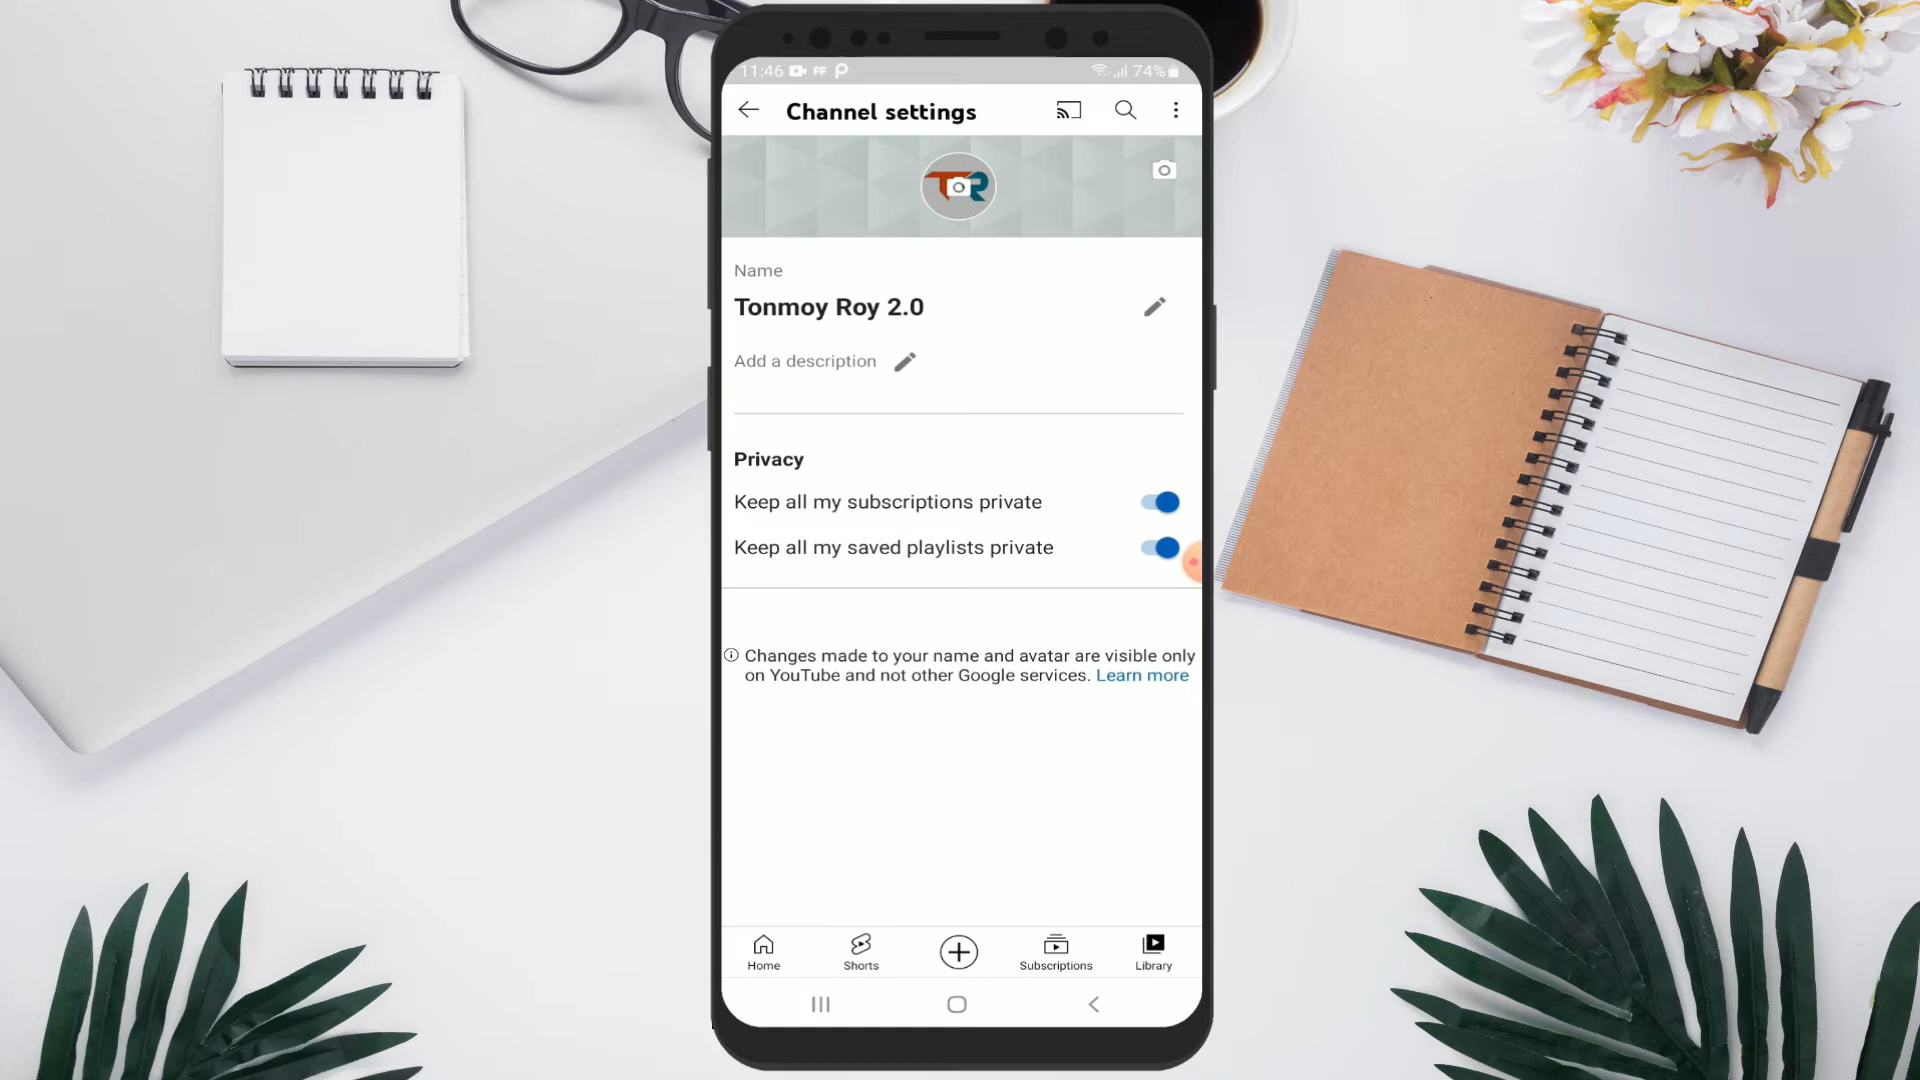 11:46 FF 74%
Channel settings
TR
Name
Tonmoy Roy 2.0
Add a description
Privacy
Keep all my subscriptions private
Keep all my saved playlists private
Changes made to your name and avatar are visible only
on YouTube and not other Google services. Learn more
Home Shorts Subscriptions Library